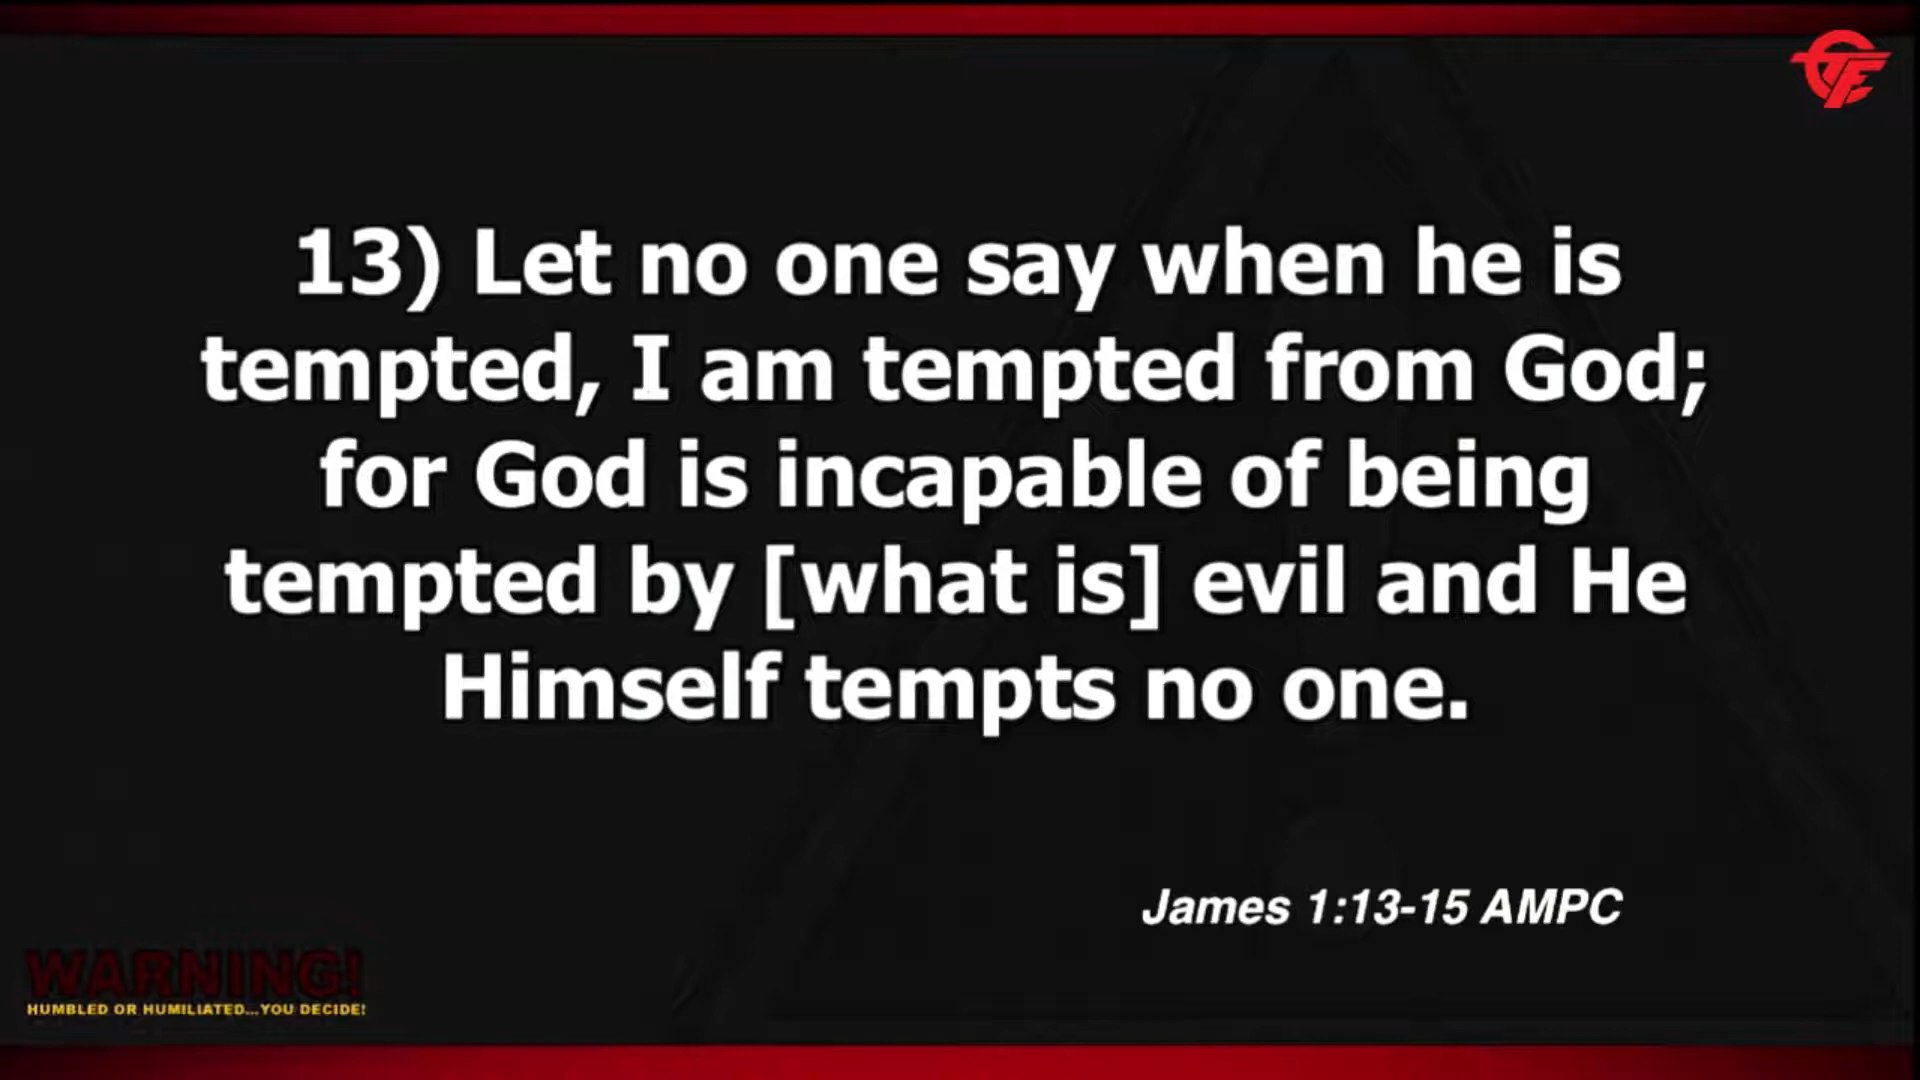 13) Let no one say when he is
tempted, I am tempted from God;
for God is incapable of being
tempted by [what is] evil and He
Himself tempts no one.
James 1:13-15 AMPC
WARNING!
HUMBLED OR HUMILIATED...YOU DECIDE!